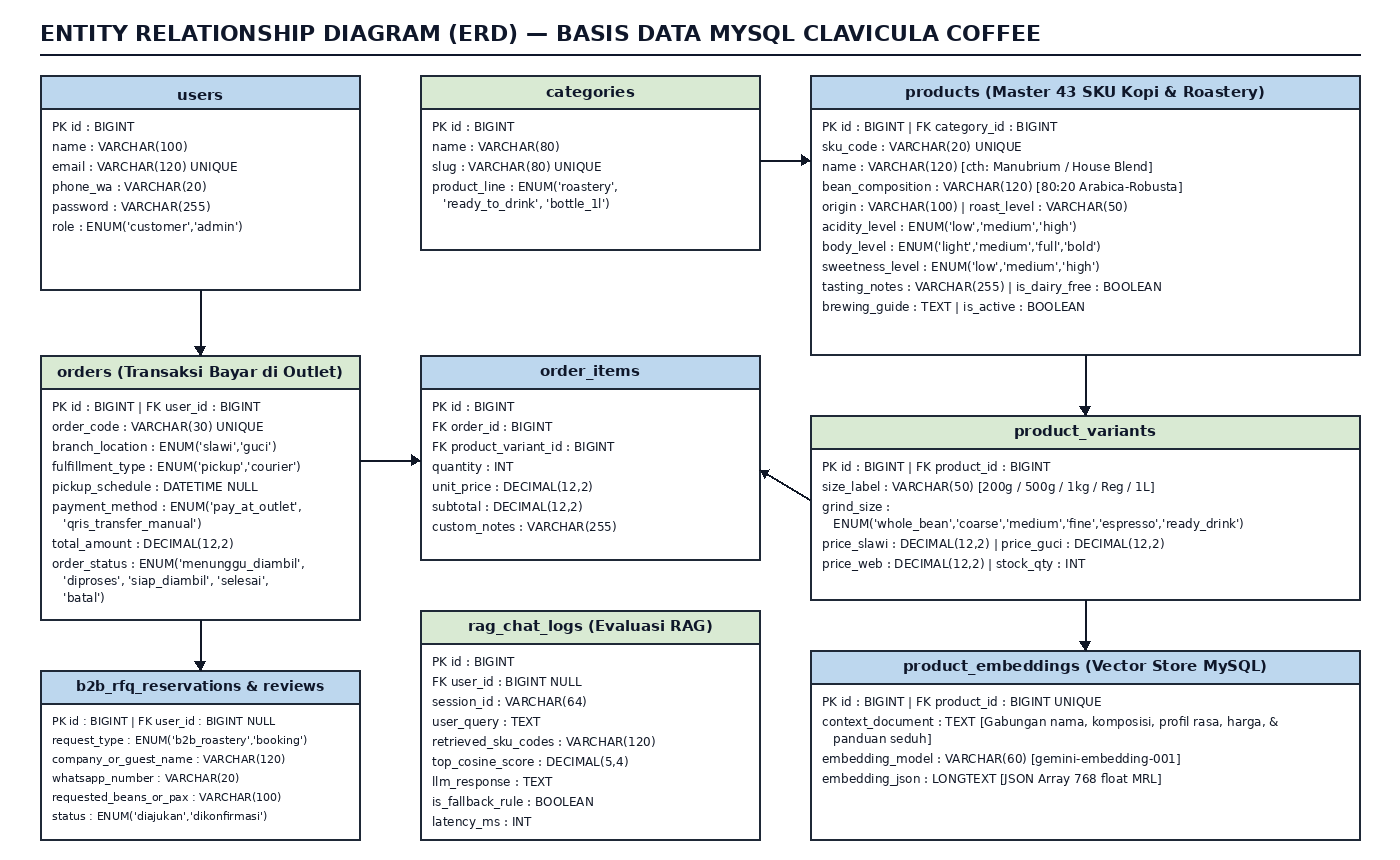 ENTITY RELATIONSHIP DIAGRAM (ERD) — BASIS DATA MYSQL CLAVICULA COFFEE
users
PK id : BIGINT
name : VARCHAR(100)
email : VARCHAR(120) UNIQUE
phone_wa : VARCHAR(20)
password : VARCHAR(255)
role : ENUM('customer','admin')
categories
PK id : BIGINT
name : VARCHAR(80)
slug : VARCHAR(80) UNIQUE
product_line : ENUM('roastery',
'ready_to_drink', 'bottle_1l')
products (Master 43 SKU Kopi & Roastery)
PK id : BIGINT | FK category_id : BIGINT
sku_code : VARCHAR(20) UNIQUE
name : VARCHAR(120) [cth: Manubrium / House Blend]
bean_composition : VARCHAR(120) [80:20 Arabica-Robusta]
origin : VARCHAR(100) | roast_level : VARCHAR(50)
acidity_level : ENUM('low','medium','high')
body_level : ENUM('light','medium','full','bold')
sweetness_level : ENUM('low','medium','high')
tasting_notes : VARCHAR(255) | is_dairy_free : BOOLEAN
brewing_guide : TEXT | is_active : BOOLEAN
orders (Transaksi Bayar di Outlet)
PK id : BIGINT | FK user_id : BIGINT
order_code : VARCHAR(30) UNIQUE
branch_location : ENUM('slawi','guci')
fulfillment_type : ENUM('pickup','courier')
pickup_schedule : DATETIME NULL
payment_method : ENUM('pay_at_outlet',
'qris_transfer_manual')
total_amount : DECIMAL(12,2)
order_status : ENUM('menunggu_diambil',
'diproses', 'siap_diambil', 'selesai',
'batal')
order_items
PK id : BIGINT
FK order_id : BIGINT
FK product_variant_id : BIGINT
quantity : INT
unit_price : DECIMAL(12,2)
subtotal : DECIMAL(12,2)
custom_notes : VARCHAR(255)
product_variants
PK id : BIGINT | FK product_id : BIGINT
size_label : VARCHAR(50) [200g / 500g / 1kg / Reg / 1L]
grind_size :
ENUM('whole_bean','coarse','medium','fine','espresso','ready_drink')
price_slawi : DECIMAL(12,2) | price_guci : DECIMAL(12,2)
price_web : DECIMAL(12,2) | stock_qty : INT
b2b_rfq_reservations & reviews
PK id : BIGINT | FK user_id : BIGINT NULL
request_type : ENUM('b2b_roastery','booking')
company_or_guest_name : VARCHAR(120)
whatsapp_number : VARCHAR(20)
requested_beans_or_pax : VARCHAR(100)
status : ENUM('diajukan','dikonfirmasi')
rag_chat_logs (Evaluasi RAG)
PK id : BIGINT
FK user_id : BIGINT NULL
session_id : VARCHAR(64)
user_query : TEXT
retrieved_sku_codes : VARCHAR(120)
top_cosine_score : DECIMAL(5,4)
llm_response : TEXT
is_fallback_rule : BOOLEAN
latency_ms : INT
product_embeddings (Vector Store MySQL)
PK id : BIGINT | FK product_id : BIGINT UNIQUE
context_document : TEXT [Gabungan nama, komposisi, profil rasa, harga, &
panduan seduh]
embedding_model : VARCHAR(60) [gemini-embedding-001]
embedding_json : LONGTEXT [JSON Array 768 float MRL]